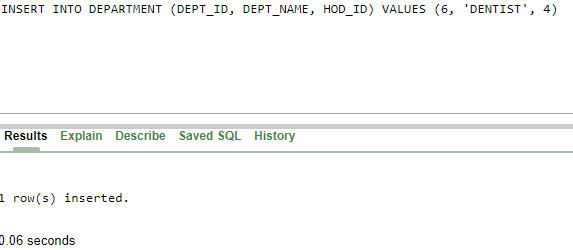 INSERT INTO DEPARTMENT (DEPT_ID, DEPT_NAME, HOD_ID) VALUES (6, 'DENTIST', 4)
Results Explain Describe Saved SQL History
1 row(s) inserted.
0.06 seconds